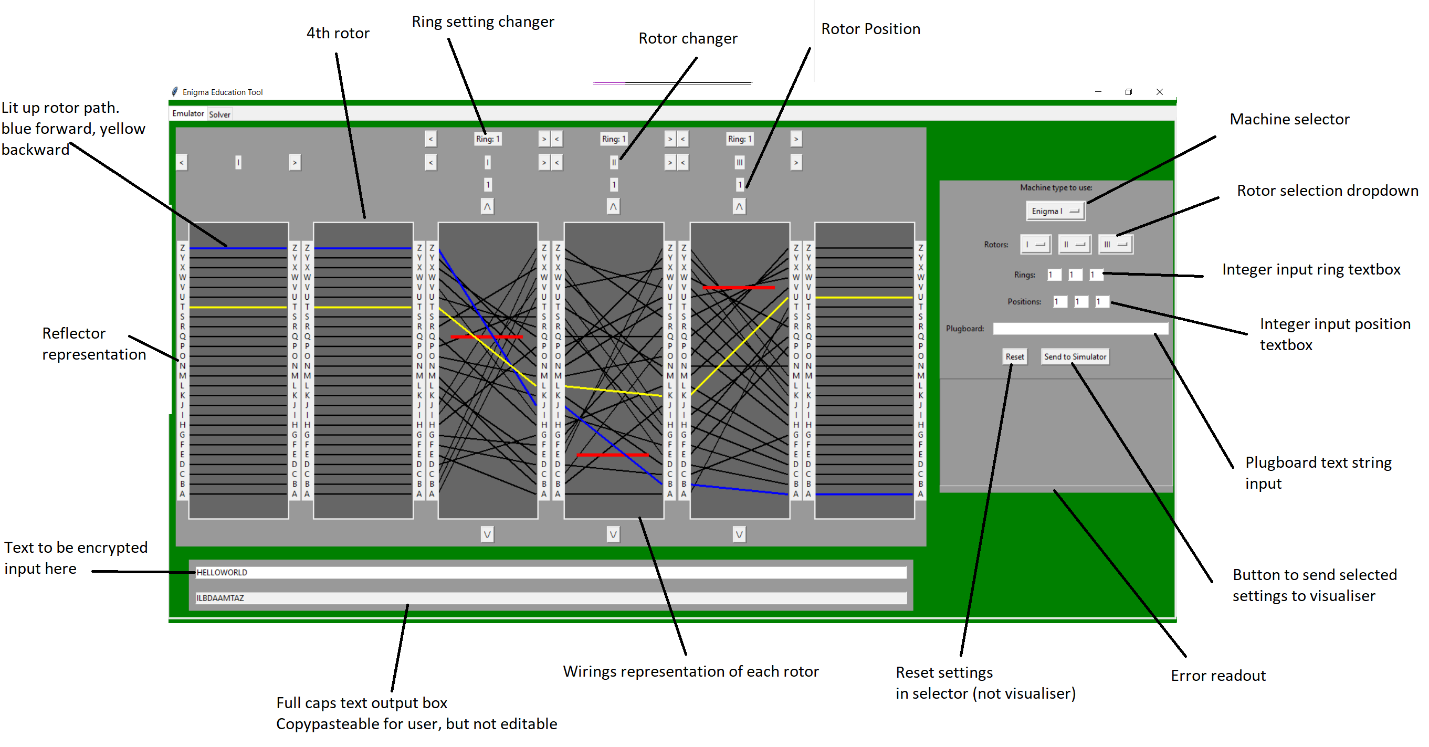 Ring setting changer
4th rotor
Rotor changer
Rotor Position
Enigma Education Tool
Emulator Solver
Lit up rotor path.
blue forward, yellow
backward
Machine selector
Rotor selection dropdown
Integer input ring textbox
Integer input position
textbox
< Ring: 1 > < Ring: 1 > < Ring: 1 >
< I > < I > < II > < III >
1 1 1
Z Z Z Z Z Z Z Z Z Z Z
Y Y Y Y Y Y Y Y Y Y Y
X X X X X X X X X X X
W W W W W W W W W W W
V V V V V V V V V V V
U U U U U U U U U U U
T T T T T T T T T T T
S S S S S S S S S S S
R R R R R R R R R R R
Q Q Q Q Q Q Q Q Q Q Q
P P P P P P P P P P P
O O O O O O O O O O O
N N N N N N N N N N N
M M M M M M M M M M M
L L L L L L L L L L L
K K K K K K K K K K K
J J J J J J J J J J J
I I I I I I I I I I I
H H H H H H H H H H H
G G G G G G G G G G G
F F F F F F F F F F F
E E E E E E E E E E E
D D D D D D D D D D D
C C C C C C C C C C C
B B B B B B B B B B B
A A A A A A A A A A A
Machine type to use:
Enigma I
Rotors: I II III
Rings: 1 1 1
Positions: 1 1 1
Plugboard:
Reset Send to Simulator
Reflector
representation
Text to be encrypted
input here
HELLOWORLD
ILBDAAMTAZ
Plugboard text string
input
Button to send selected
settings to visualiser
Wirings representation of each rotor
Reset settings
in selector (not visualiser)
Error readout
Full caps text output box
Copypasteable for user, but not editable